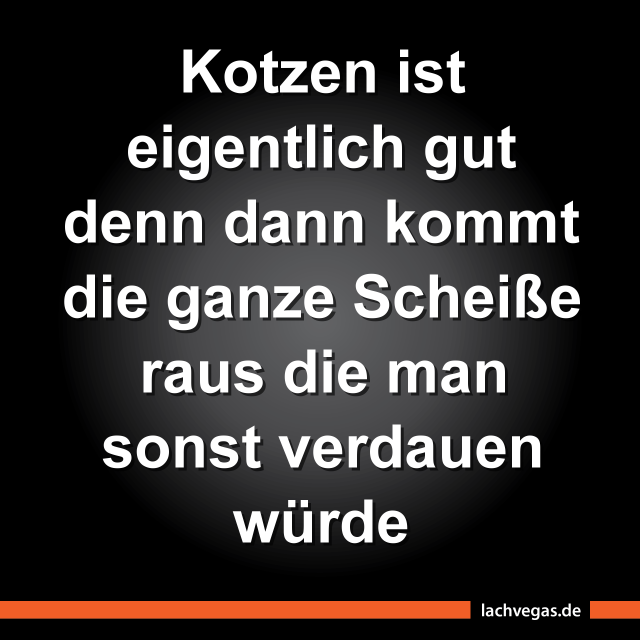 Kotzen ist
eigentlich gut
denn dann kommt
die ganze Scheiße
raus die man
sonst verdauen
würde
lachvegas.de